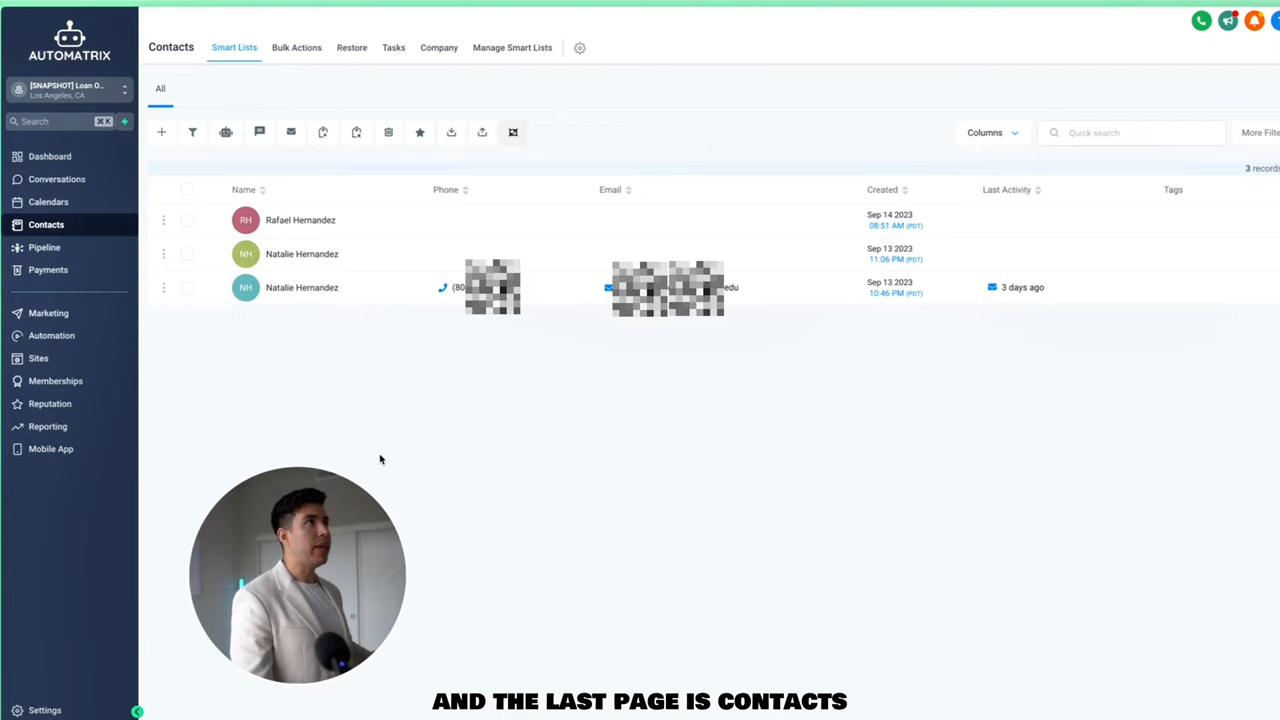 AUTOMATRIX
[SNAPSHOT] Loan O...
Los Angeles, CA
Search ⌘K
Dashboard
Conversations
Calendars
Contacts
Pipeline
Payments
Marketing
Automation
Sites
Memberships
Reputation
Reporting
Mobile App
Settings
Contacts Smart Lists Bulk Actions Restore Tasks Company Manage Smart Lists
All
Columns Quick search More Filte
3 records
Name Phone Email Created Last Activity Tags
RH Rafael Hernandez Sep 14 2023
08:51 AM (PDT)
NH Natalie Hernandez Sep 13 2023
11:06 PM (PDT)
NH Natalie Hernandez (80 edu Sep 13 2023 3 days ago
10:46 PM (PDT)
AND THE LAST PAGE IS CONTACTS